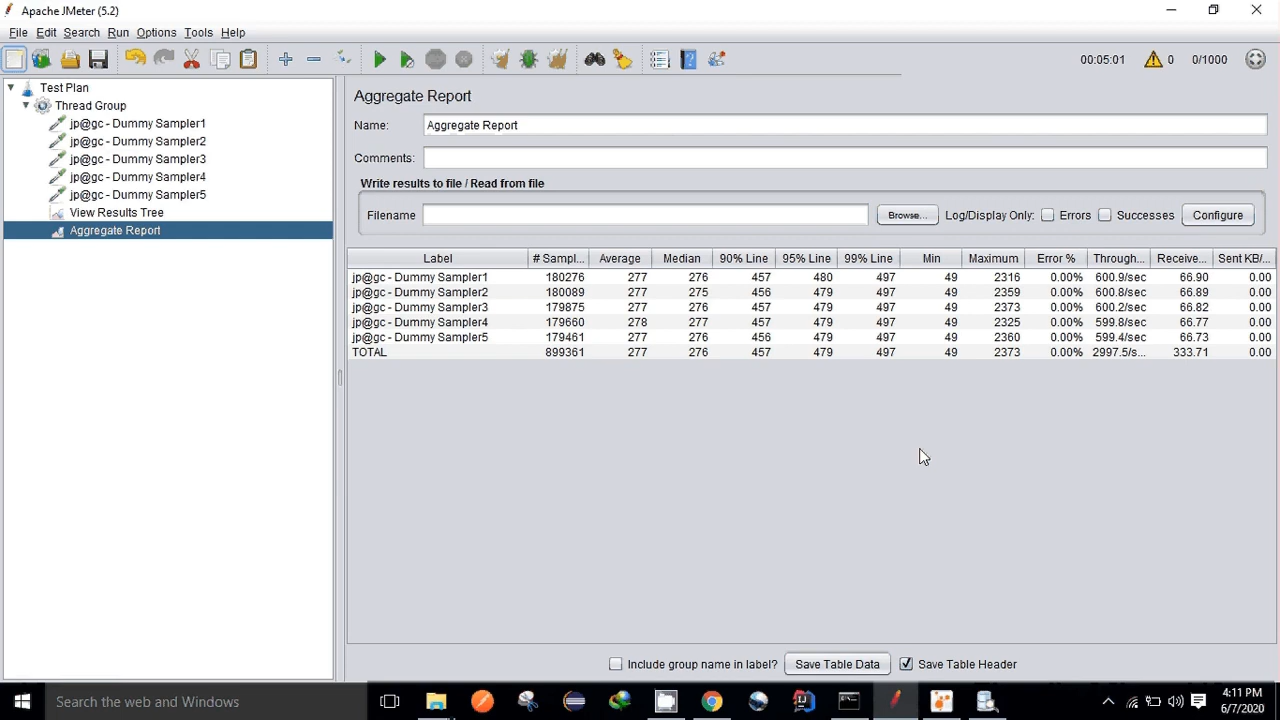 Apache JMeter (5.2)
File Edit Search Run Options Tools Help
00:05:01 0 0/1000
Test Plan
Thread Group
jp@gc - Dummy Sampler1
jp@gc - Dummy Sampler2
jp@gc - Dummy Sampler3
jp@gc - Dummy Sampler4
jp@gc - Dummy Sampler5
View Results Tree
Aggregate Report
Aggregate Report
Name: Aggregate Report
Comments:
Write results to file / Read from file
Filename Browse... Log/Display Only: Errors Successes Configure
Label # Sampl... Average Median 90% Line 95% Line 99% Line Min Maximum Error % Through... Receive... Sent KB/...
jp@gc - Dummy Sampler1 180276 277 276 457 480 497 49 2316 0.00% 600.9/sec 66.90 0.00
jp@gc - Dummy Sampler2 180089 277 275 456 479 497 49 2359 0.00% 600.8/sec 66.89 0.00
jp@gc - Dummy Sampler3 179875 277 276 457 479 497 49 2373 0.00% 600.2/sec 66.82 0.00
jp@gc - Dummy Sampler4 179660 278 277 457 479 497 49 2325 0.00% 599.8/sec 66.77 0.00
jp@gc - Dummy Sampler5 179461 277 276 456 479 497 49 2360 0.00% 599.4/sec 66.73 0.00
TOTAL 899361 277 276 457 479 497 49 2373 0.00% 2997.5/s... 333.71 0.00
Include group name in label? Save Table Data Save Table Header
Search the web and Windows
4:11 PM
6/7/2020